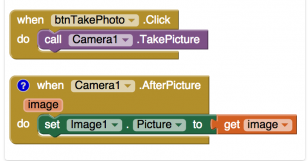 when btnTakePhoto .Click
do call Camera1 .TakePicture
? when Camera1 .AfterPicture
image
do set Image1 . Picture to get image